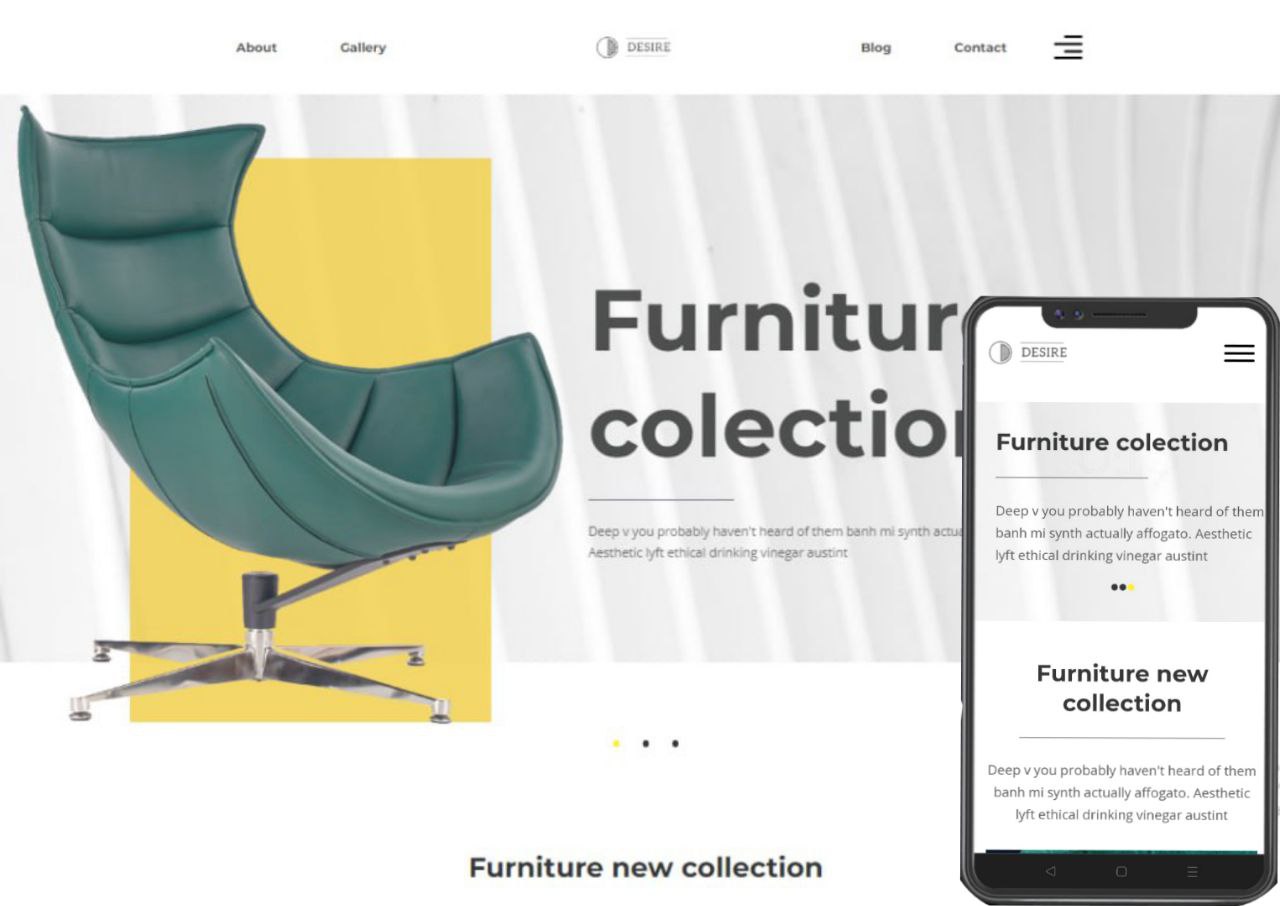 About
Gallery
DESIRE
Blog
Contact
Furnitur
colectio
Deep v you probably haven't heard of them banh mi synth actua
Aesthetic lyft ethical drinking vinegar austint
Furniture new collection
DESIRE
Furniture colection
Deep v you probably haven't heard of them
banh mi synth actually affogato. Aesthetic
lyft ethical drinking vinegar austint
Furniture new
collection
Deep v you probably haven't heard of them
banh mi synth actually affogato. Aesthetic
lyft ethical drinking vinegar austint